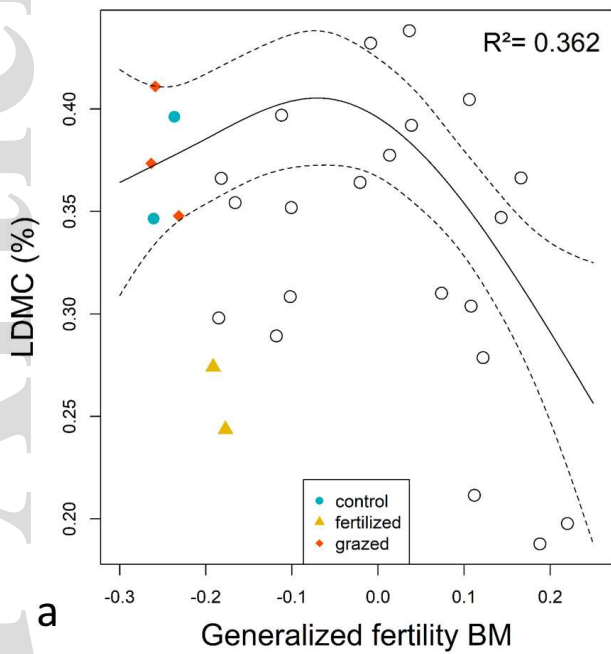 R²= 0.362
LDMC (%)
0.40
0.35
0.30
0.25
0.20
control
fertilized
grazed
-0.3 -0.2 -0.1 0.0 0.1 0.2
a
Generalized fertility BM